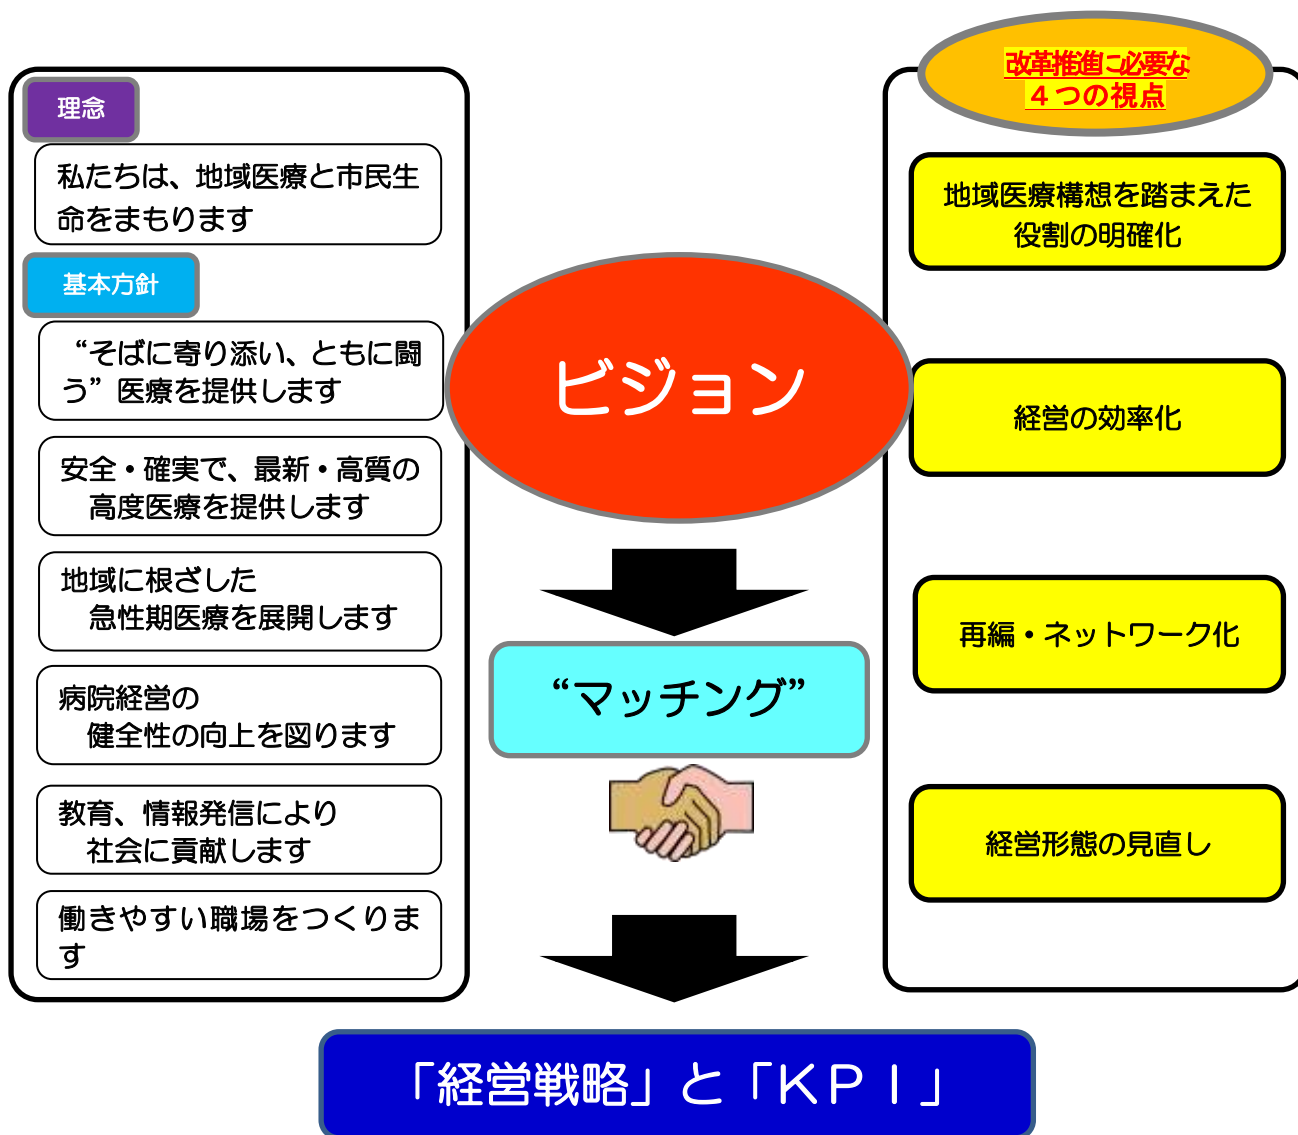 理念
私たちは、地域医療と市民生
命をまもります
基本方針
“そばに寄り添い、ともに闘
う”医療を提供します
安全・確実で、最新・高質の
高度医療を提供します
地域に根ざした
急性期医療を展開します
病院経営の
健全性の向上を図ります
教育、情報発信により
社会に貢献します
働きやすい職場をつくりま
す
ビジョン
“マッチング”
改革推進に必要な
４つの視点
地域医療構想を踏まえた
役割の明確化
経営の効率化
再編・ネットワーク化
経営形態の見直し
「経営戦略」と「ＫＰＩ」